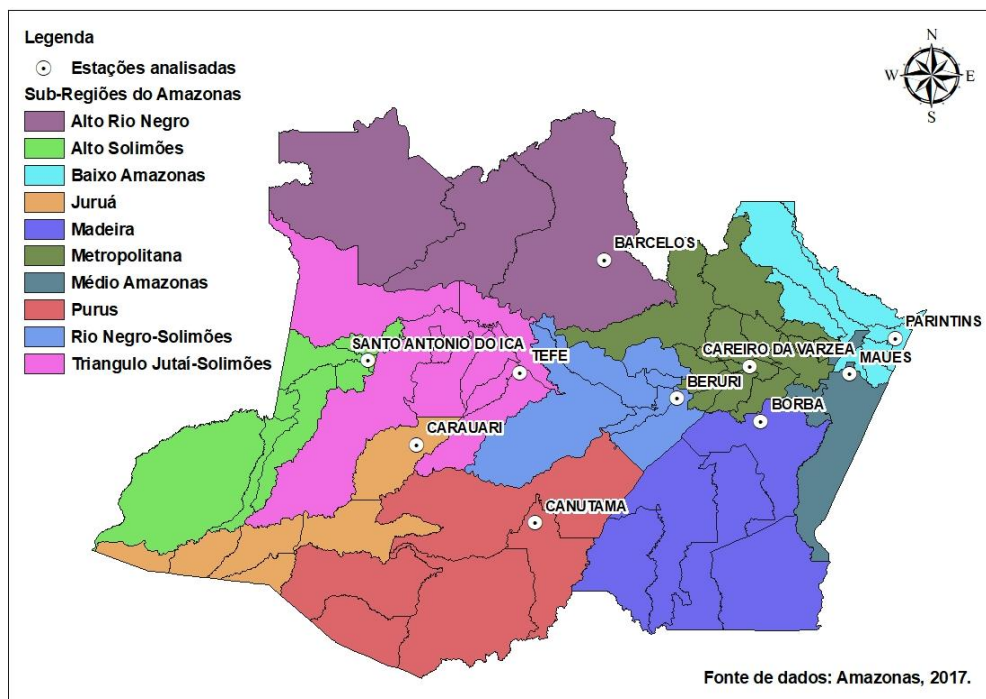 Legenda
Estações analisadas
Sub-Regiões do Amazonas
Alto Rio Negro
Alto Solimões
Baixo Amazonas
Juruá
Madeira
Metropolitana
Médio Amazonas
Purus
Rio Negro-Solimões
Triangulo Jutaí-Solimões
N
W
E
S
BARCELOS
PARINTINS
SANTO ANTONIO DO ICA
CAREIRO DA VARZEA
TEFE
MAUES
BERURI
BORBA
CARAUARI
CANUTAMA
Fonte de dados: Amazonas, 2017.